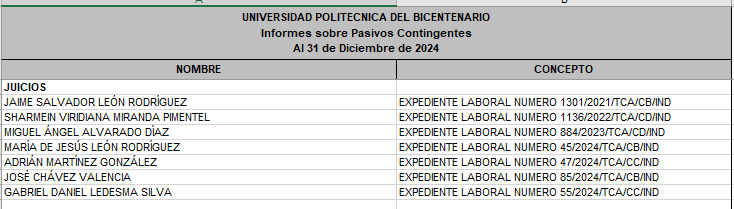 UNIVERSIDAD POLITECNICA DEL BICENTENARIO
Informes sobre Pasivos Contingentes
Al 31 de Diciembre de 2024
NOMBRE CONCEPTO
JUICIOS
JAIME SALVADOR LEÓN RODRÍGUEZ EXPEDIENTE LABORAL NUMERO 1301/2021/TCA/CB/IND
SHARMEIN VIRIDIANA MIRANDA PIMENTEL EXPEDIENTE LABORAL NUMERO 1136/2022/TCA/CD/IND
MIGUEL ÁNGEL ALVARADO DÍAZ EXPEDIENTE LABORAL NUMERO 884/2023/TCA/CD/IND
MARÍA DE JESÚS LEÓN RODRÍGUEZ EXPEDIENTE LABORAL NUMERO 45/2024/TCA/CB/IND
ADRIÁN MARTÍNEZ GONZÁLEZ EXPEDIENTE LABORAL NUMERO 47/2024/TCA/CC/IND
JOSÉ CHÁVEZ VALENCIA EXPEDIENTE LABORAL NUMERO 85/2024/TCA/CB/IND
GABRIEL DANIEL LEDESMA SILVA EXPEDIENTE LABORAL NUMERO 55/2024/TCA/CC/IND